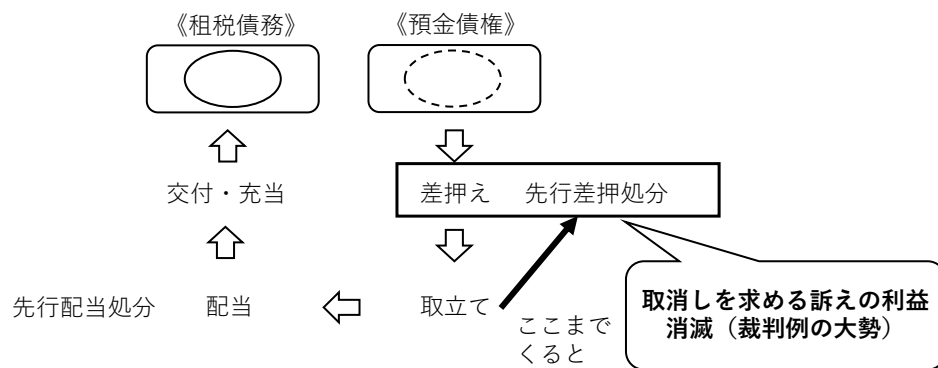 《租税債務》
《預金債権》
交付・充当
差押え 先行差押処分
先行配当処分
配当
取立て
ここまで
くると
取消しを求める訴えの利益
消滅（裁判例の大勢）